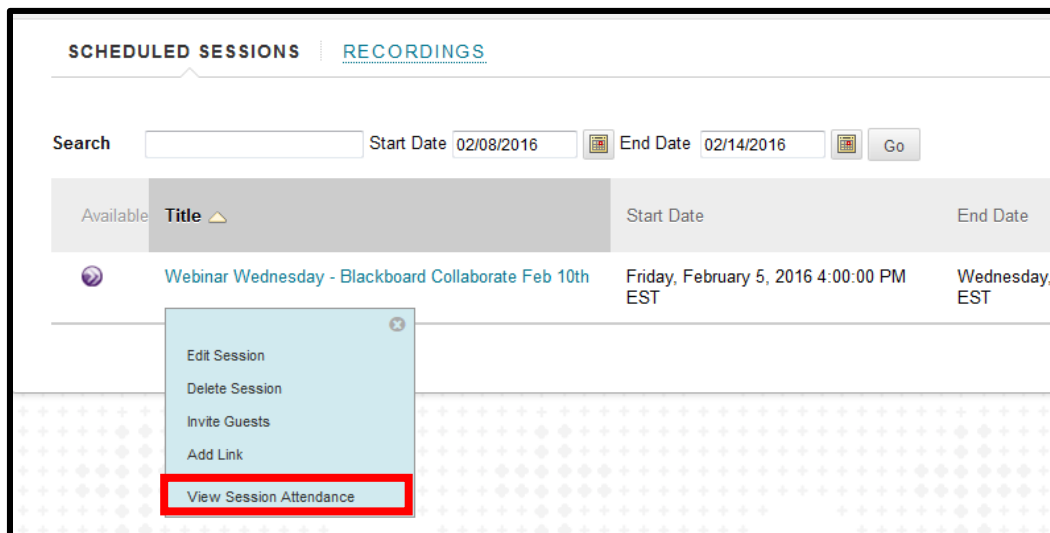 SCHEDULED SESSIONS RECORDINGS
Search Start Date 02/08/2016 End Date 02/14/2016 Go
Available Title Start Date End Date
Webinar Wednesday - Blackboard Collaborate Feb 10th Friday, February 5, 2016 4:00:00 PM Wednesday,
EST EST
Edit Session
Delete Session
Invite Guests
Add Link
View Session Attendance